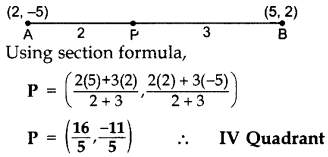 (2, –5) (5, 2)
A 2 P 3 B
Using section formula,
P = ( 2(5)+3(2) / 2 + 3 , 2(2) + 3(-5) / 2 + 3 )
P = ( 16 / 5 , -11 / 5 ) ∴ IV Quadrant